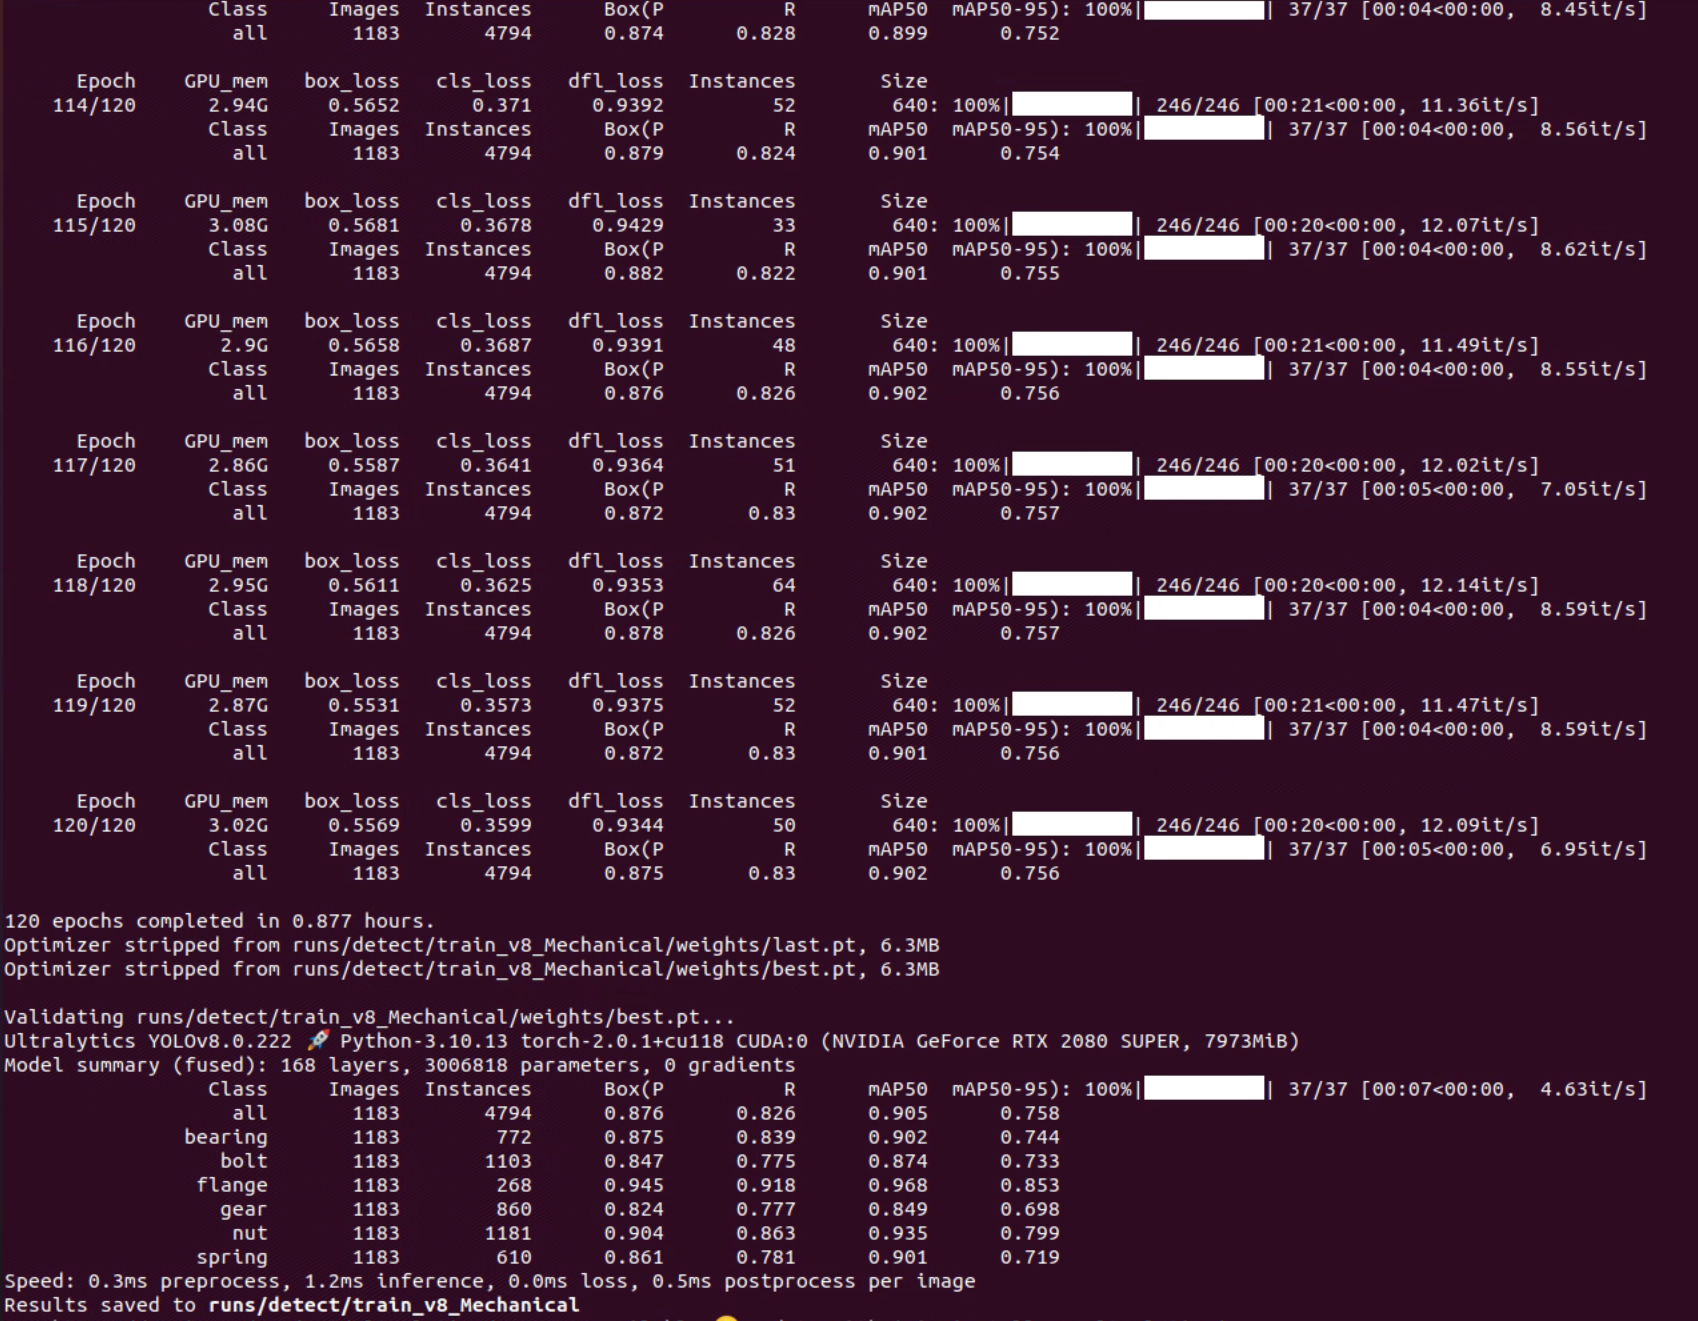 Class Images Instances Box(P R mAP50 mAP50-95): 100%| | 37/37 [00:04<00:00, 8.45it/s]
all 1183 4794 0.874 0.828 0.899 0.752
Epoch GPU_mem box_loss cls_loss dfl_loss Instances Size
114/120 2.94G 0.5652 0.371 0.9392 52 640: 100%| | 246/246 [00:21<00:00, 11.36it/s]
Class Images Instances Box(P R mAP50 mAP50-95): 100%| | 37/37 [00:04<00:00, 8.56it/s]
all 1183 4794 0.879 0.824 0.901 0.754
Epoch GPU_mem box_loss cls_loss dfl_loss Instances Size
115/120 3.08G 0.5681 0.3678 0.9429 33 640: 100%| | 246/246 [00:20<00:00, 12.07it/s]
Class Images Instances Box(P R mAP50 mAP50-95): 100%| | 37/37 [00:04<00:00, 8.62it/s]
all 1183 4794 0.882 0.822 0.901 0.755
Epoch GPU_mem box_loss cls_loss dfl_loss Instances Size
116/120 2.9G 0.5658 0.3687 0.9391 48 640: 100%| | 246/246 [00:21<00:00, 11.49it/s]
Class Images Instances Box(P R mAP50 mAP50-95): 100%| | 37/37 [00:04<00:00, 8.55it/s]
all 1183 4794 0.876 0.826 0.902 0.756
Epoch GPU_mem box_loss cls_loss dfl_loss Instances Size
117/120 2.86G 0.5587 0.3641 0.9364 51 640: 100%| | 246/246 [00:20<00:00, 12.02it/s]
Class Images Instances Box(P R mAP50 mAP50-95): 100%| | 37/37 [00:05<00:00, 7.05it/s]
all 1183 4794 0.872 0.83 0.902 0.757
Epoch GPU_mem box_loss cls_loss dfl_loss Instances Size
118/120 2.95G 0.5611 0.3625 0.9353 64 640: 100%| | 246/246 [00:20<00:00, 12.14it/s]
Class Images Instances Box(P R mAP50 mAP50-95): 100%| | 37/37 [00:04<00:00, 8.59it/s]
all 1183 4794 0.878 0.826 0.902 0.757
Epoch GPU_mem box_loss cls_loss dfl_loss Instances Size
119/120 2.87G 0.5531 0.3573 0.9375 52 640: 100%| | 246/246 [00:21<00:00, 11.47it/s]
Class Images Instances Box(P R mAP50 mAP50-95): 100%| | 37/37 [00:04<00:00, 8.59it/s]
all 1183 4794 0.872 0.83 0.901 0.756
Epoch GPU_mem box_loss cls_loss dfl_loss Instances Size
120/120 3.02G 0.5569 0.3599 0.9344 50 640: 100%| | 246/246 [00:20<00:00, 12.09it/s]
Class Images Instances Box(P R mAP50 mAP50-95): 100%| | 37/37 [00:05<00:00, 6.95it/s]
all 1183 4794 0.875 0.83 0.902 0.756
120 epochs completed in 0.877 hours.
Optimizer stripped from runs/detect/train_v8_Mechanical/weights/last.pt, 6.3MB
Optimizer stripped from runs/detect/train_v8_Mechanical/weights/best.pt, 6.3MB
Validating runs/detect/train_v8_Mechanical/weights/best.pt...
Ultralytics YOLOv8.0.222 🚀 Python-3.10.13 torch-2.0.1+cu118 CUDA:0 (NVIDIA GeForce RTX 2080 SUPER, 7973MiB)
Model summary (fused): 168 layers, 3006818 parameters, 0 gradients
Class Images Instances Box(P R mAP50 mAP50-95): 100%| | 37/37 [00:07<00:00, 4.63it/s]
all 1183 4794 0.876 0.826 0.905 0.758
bearing 1183 772 0.875 0.839 0.902 0.744
bolt 1183 1103 0.847 0.775 0.874 0.733
flange 1183 268 0.945 0.918 0.968 0.853
gear 1183 860 0.824 0.777 0.849 0.698
nut 1183 1181 0.904 0.863 0.935 0.799
spring 1183 610 0.861 0.781 0.901 0.719
Speed: 0.3ms preprocess, 1.2ms inference, 0.0ms loss, 0.5ms postprocess per image
Results saved to runs/detect/train_v8_Mechanical